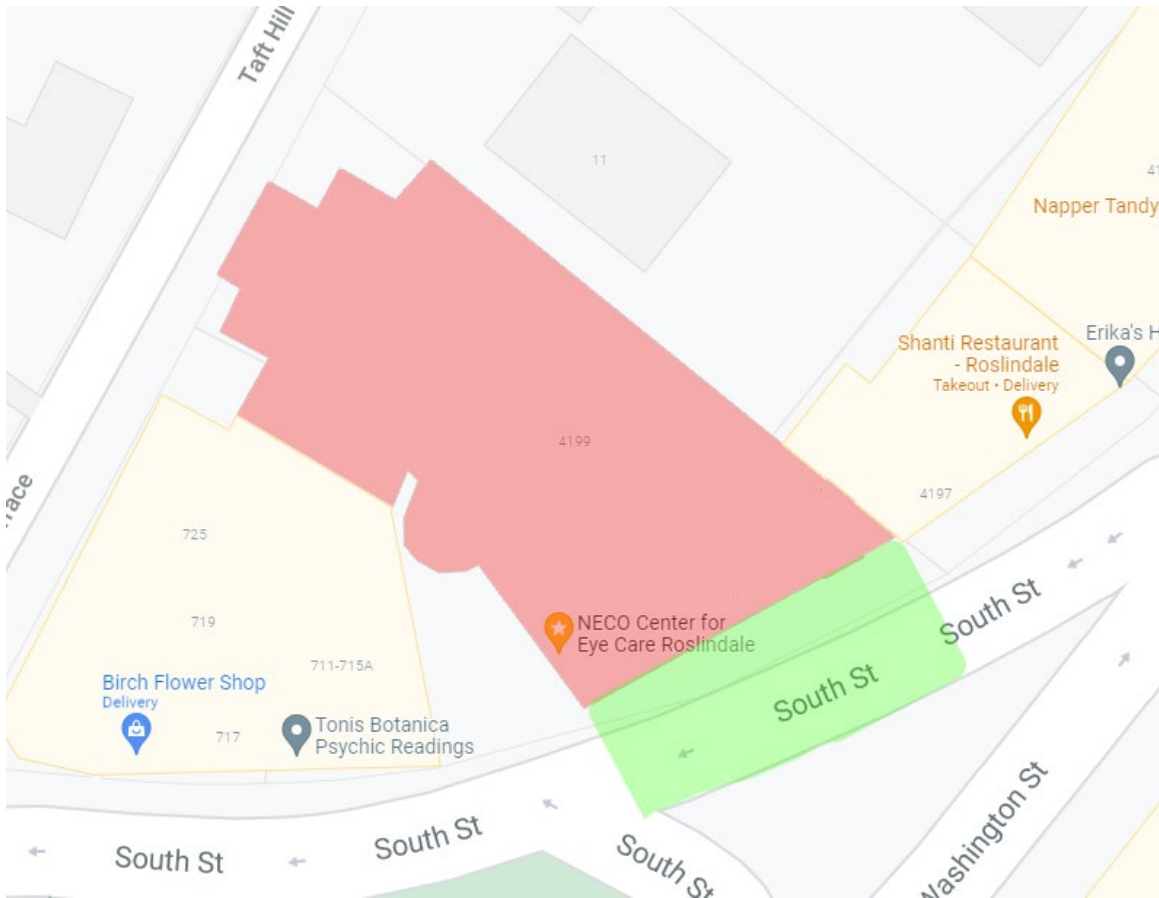 Taft Hill
11
41
Napper Tandy
Shanti Restaurant
- Roslindale
Takeout • Delivery
Erika's H
4199
4197
race
725
719
711-715A
717
Birch Flower Shop
Delivery
Tonis Botanica
Psychic Readings
NECO Center for
Eye Care Roslindale
South St
South St
South St
South St
South St
Washington St